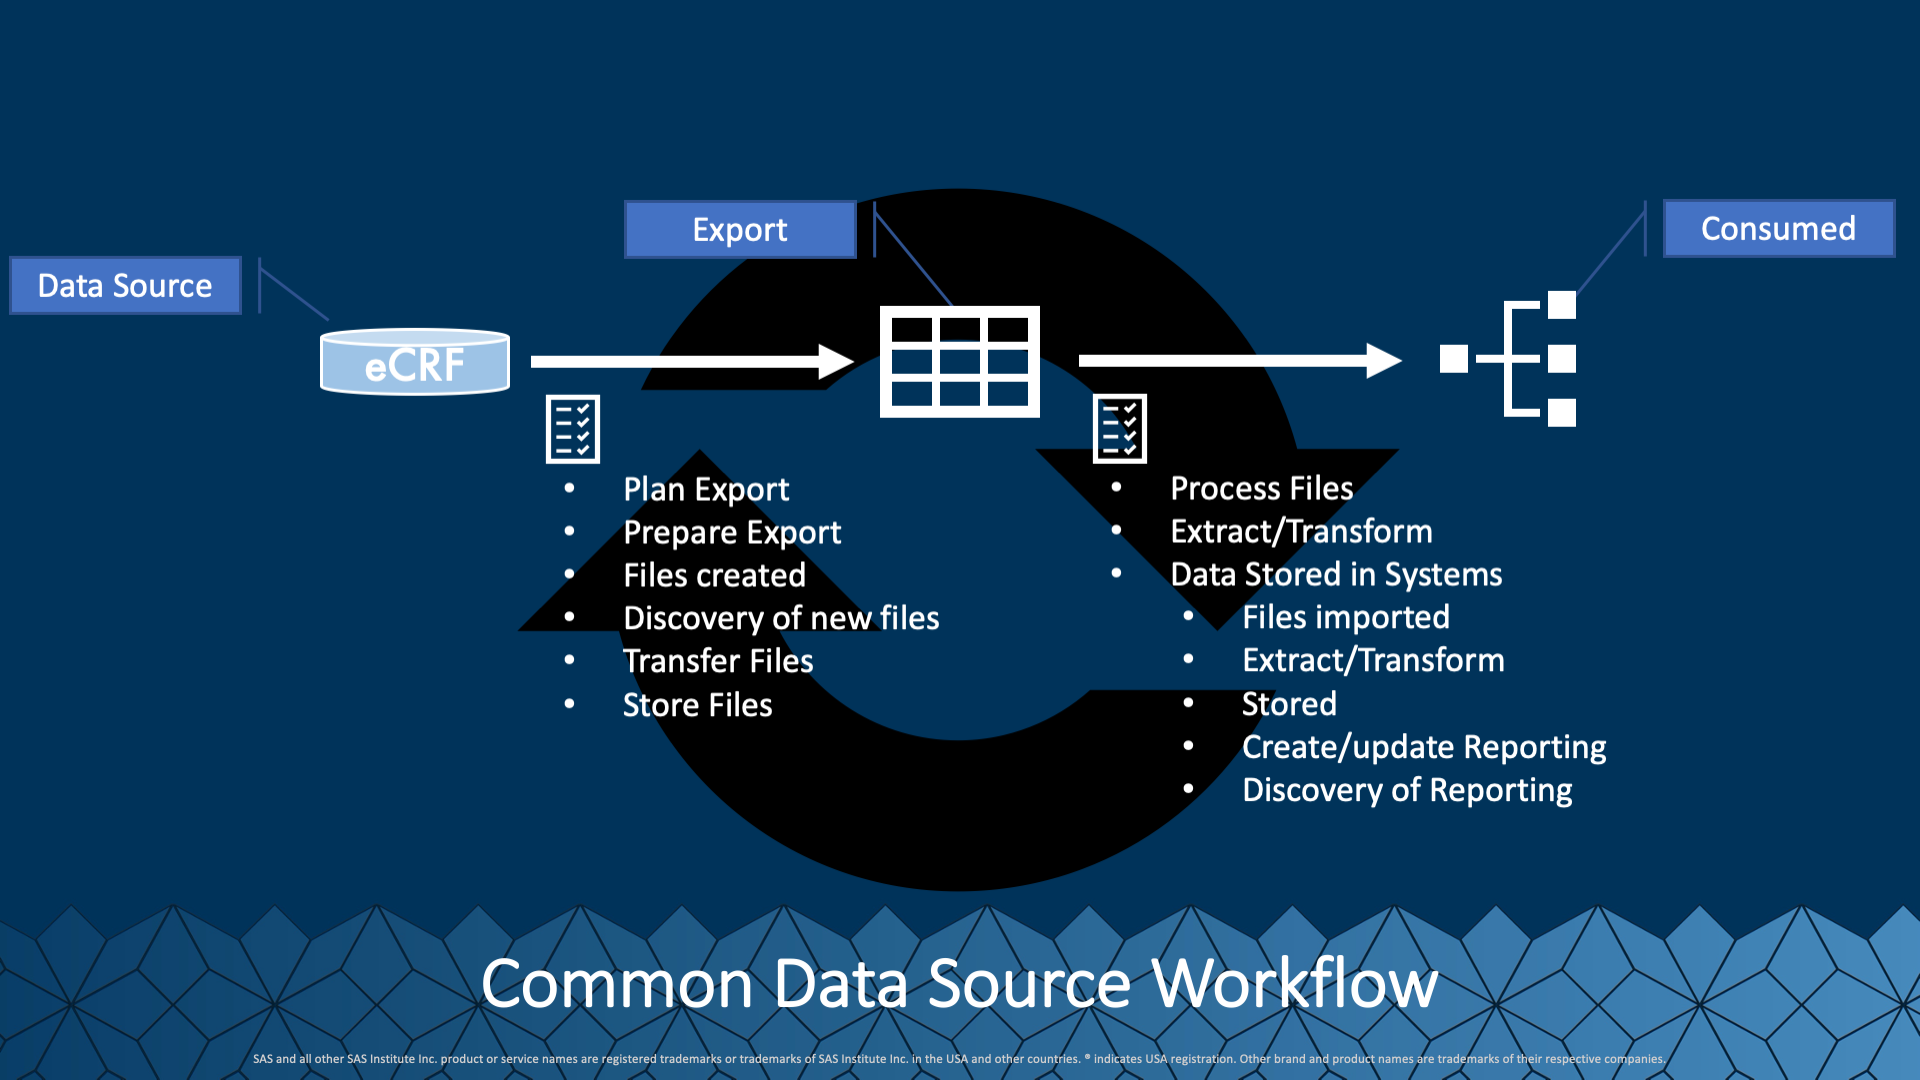 Data Source
Export
Consumed
eCRF
• Plan Export
• Prepare Export
• Files created
• Discovery of new files
• Transfer Files
• Store Files
• Process Files
• Extract/Transform
• Data Stored in Systems
• Files imported
• Extract/Transform
• Stored
• Create/update Reporting
• Discovery of Reporting
Common Data Source Workflow
SAS and all other SAS Institute Inc. product or service names are registered trademarks or trademarks of SAS Institute Inc. in the USA and other countries. ® indicates USA registration. Other brand and product names are trademarks of their respective companies.